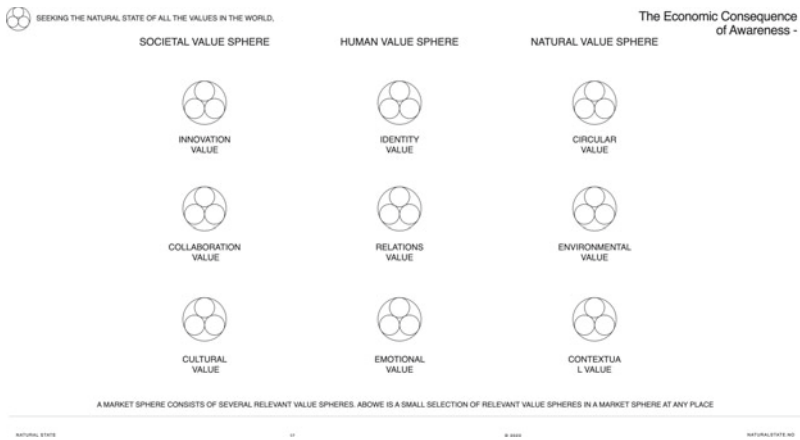 SEEKING THE NATURAL STATE OF ALL THE VALUES IN THE WORLD,
The Economic Consequence
of Awareness -
SOCIETAL VALUE SPHERE
HUMAN VALUE SPHERE
NATURAL VALUE SPHERE
INNOVATION
VALUE
IDENTITY
VALUE
CIRCULAR
VALUE
COLLABORATION
VALUE
RELATIONS
VALUE
ENVIRONMENTAL
VALUE
CULTURAL
VALUE
EMOTIONAL
VALUE
CONTEXTUA
L VALUE
A MARKET SPHERE CONSISTS OF SEVERAL RELEVANT VALUE SPHERES. ABOWE IS A SMALL SELECTION OF RELEVANT VALUE SPHERES IN A MARKET SPHERE AT ANY PLACE
NATURAL STATE
17
NATURALSTATE.NO